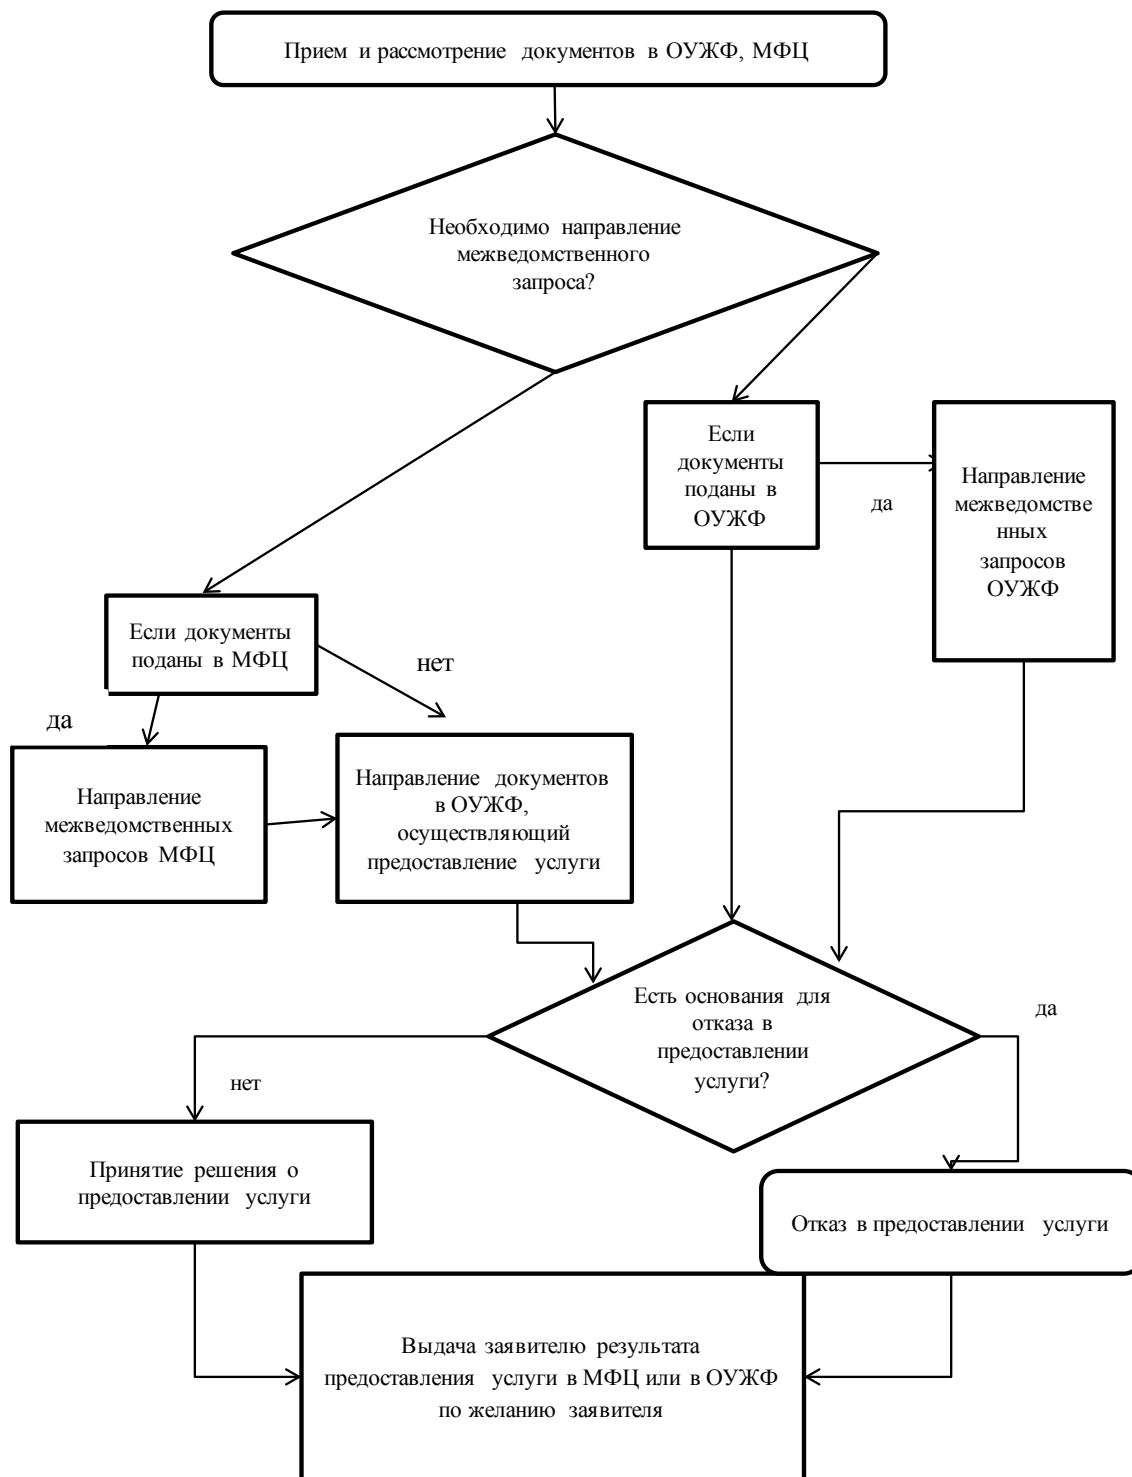 Прием и рассмотрение документов в ОУЖФ, МФЦ
Необходимо направление
межведомственного
запроса?
Если
документы
поданы в
ОУЖФ
да
Направление
межведомстве
нных
запросов
ОУЖФ
Если документы
поданы в МФЦ
нет
да
Направление
межведомственных
запросов МФЦ
Направление документов
в ОУЖФ,
осуществляющий
предоставление услуги
Есть основания для
отказа в
предоставлении
услуги?
да
нет
Принятие решения о
предоставлении услуги
Отказ в предоставлении услуги
Выдача заявителю результата
предоставления услуги в МФЦ или в ОУЖФ
по желанию заявителя